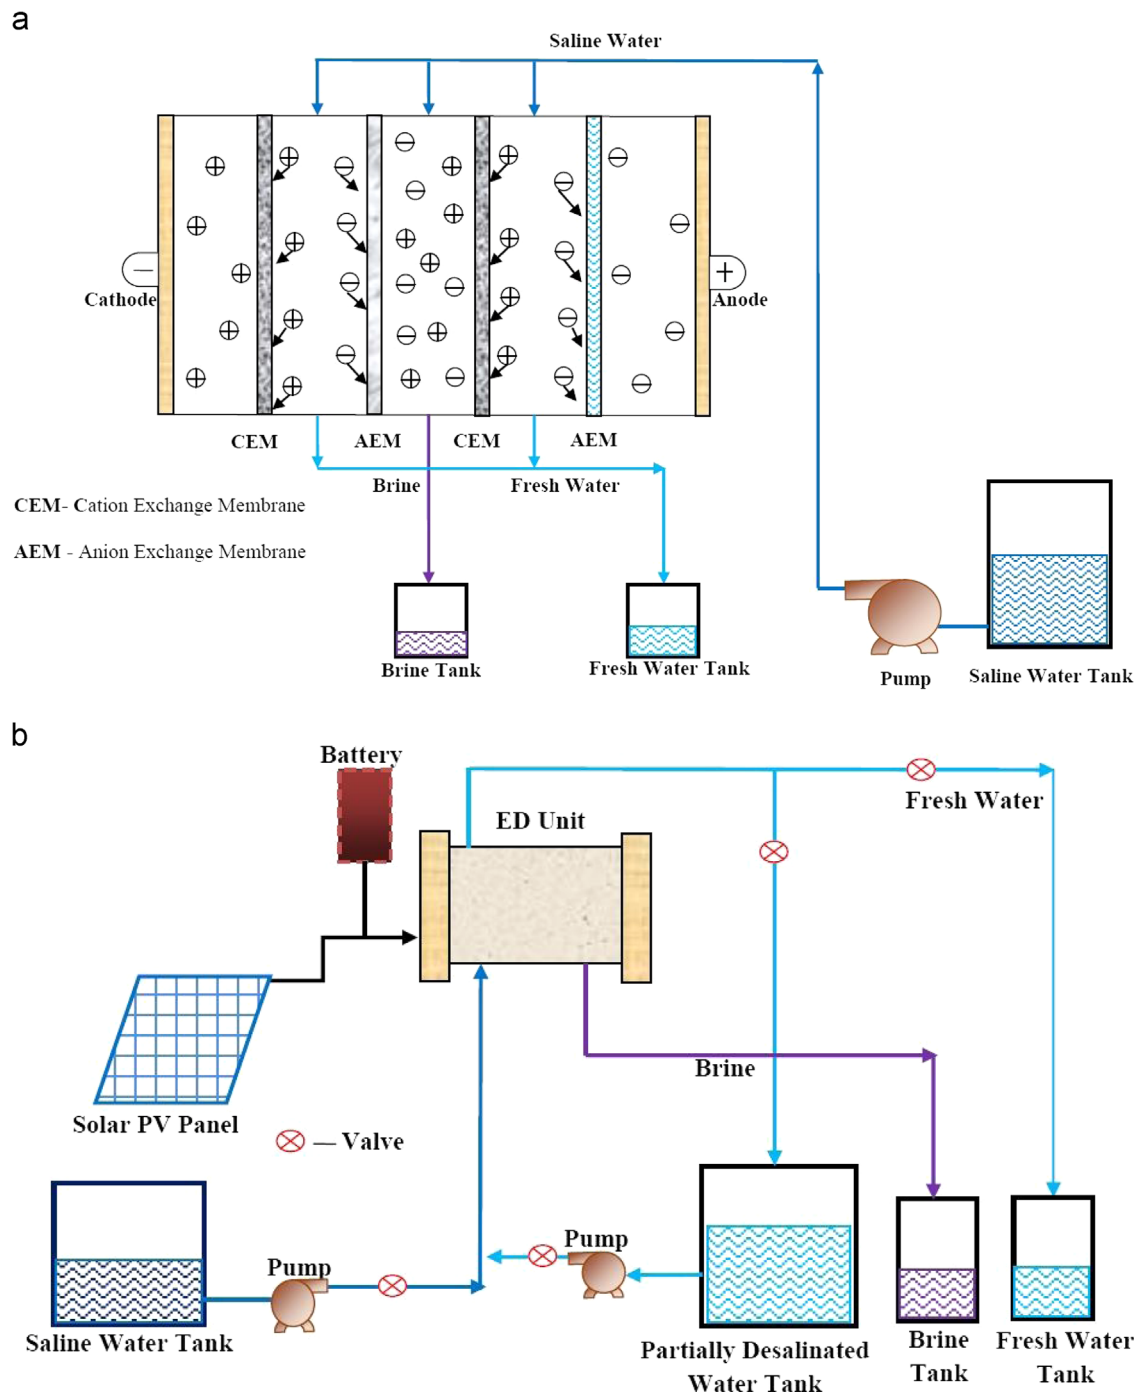 a
Saline Water
−
Cathode
+
Anode
CEM
AEM
CEM
AEM
Brine
Fresh Water
CEM- Cation Exchange Membrane
AEM - Anion Exchange Membrane
Brine Tank
Fresh Water Tank
Pump
Saline Water Tank
b
Battery
ED Unit
Fresh Water
Brine
Solar PV Panel
— Valve
Pump
Pump
Saline Water Tank
Partially Desalinated
Water Tank
Brine
Tank
Fresh Water
Tank